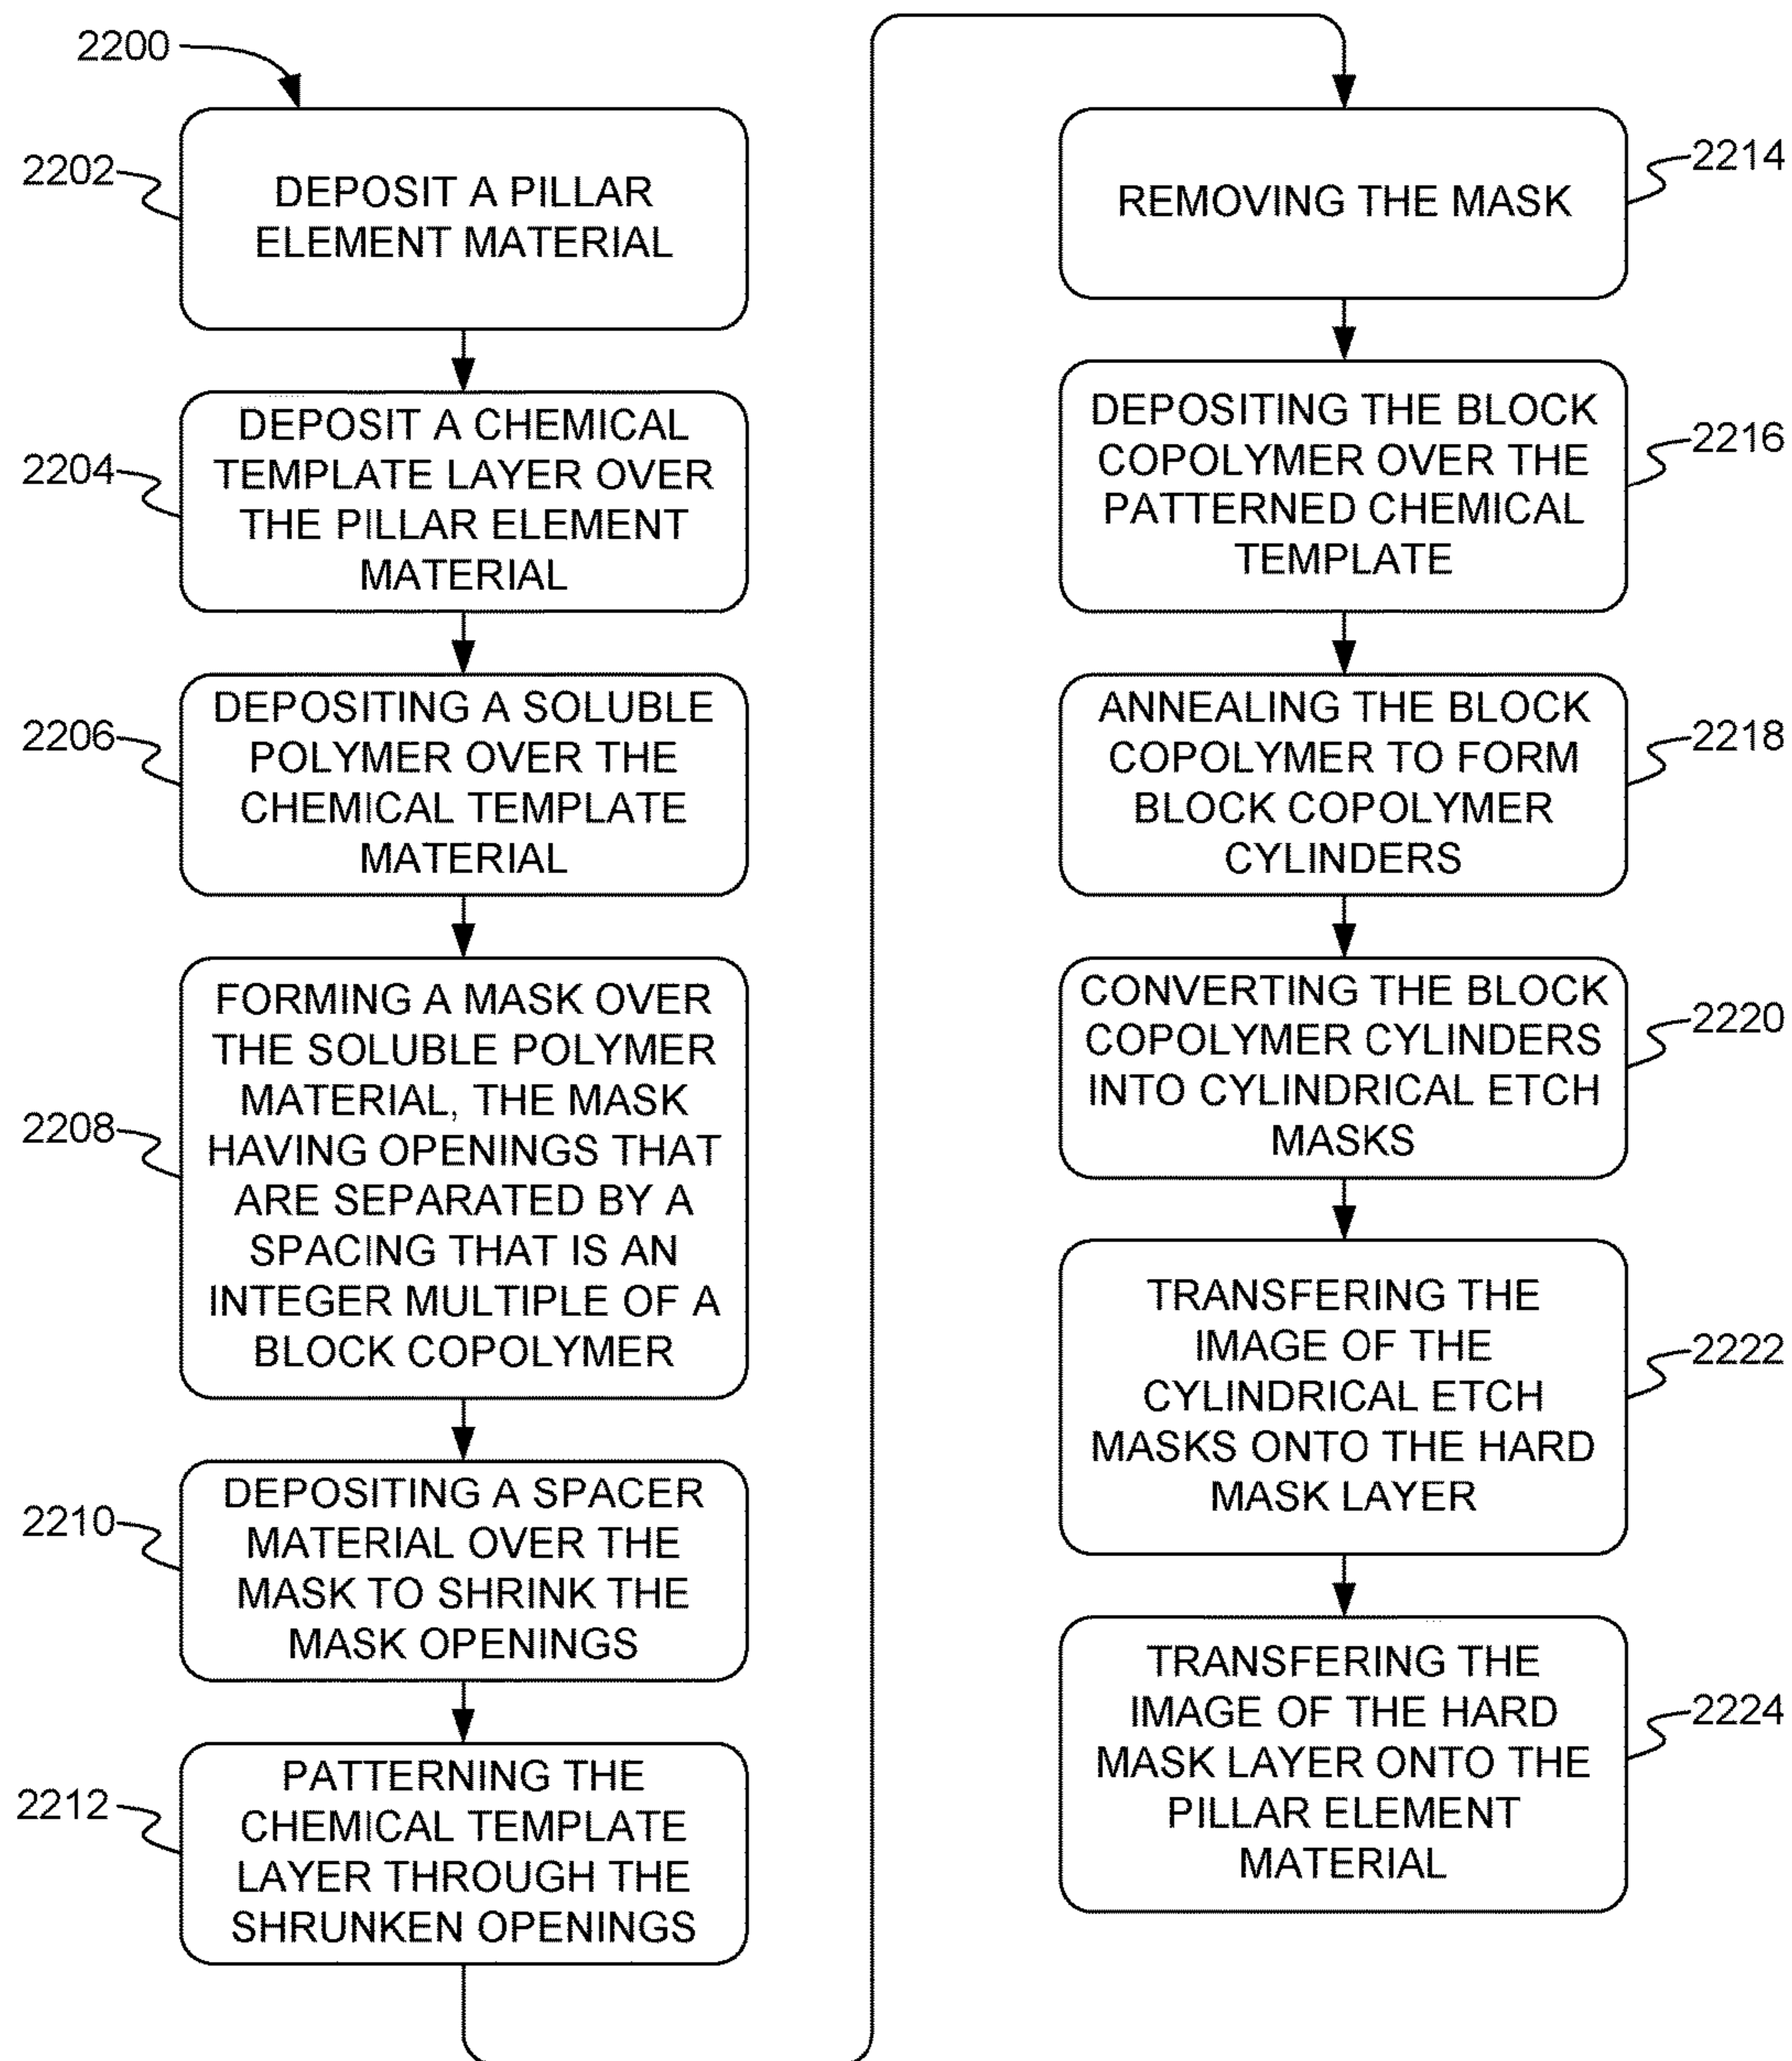 2200
2202
DEPOSIT A PILLAR
ELEMENT MATERIAL
2204
DEPOSIT A CHEMICAL
TEMPLATE LAYER OVER
THE PILLAR ELEMENT
MATERIAL
2206
DEPOSITING A SOLUBLE
POLYMER OVER THE
CHEMICAL TEMPLATE
MATERIAL
2208
FORMING A MASK OVER
THE SOLUBLE POLYMER
MATERIAL, THE MASK
HAVING OPENINGS THAT
ARE SEPARATED BY A
SPACING THAT IS AN
INTEGER MULTIPLE OF A
BLOCK COPOLYMER
2210
DEPOSITING A SPACER
MATERIAL OVER THE
MASK TO SHRINK THE
MASK OPENINGS
2212
PATTERNING THE
CHEMICAL TEMPLATE
LAYER THROUGH THE
SHRUNKEN OPENINGS
2214
REMOVING THE MASK
2216
DEPOSITING THE BLOCK
COPOLYMER OVER THE
PATTERNED CHEMICAL
TEMPLATE
2218
ANNEALING THE BLOCK
COPOLYMER TO FORM
BLOCK COPOLYMER
CYLINDERS
2220
CONVERTING THE BLOCK
COPOLYMER CYLINDERS
INTO CYLINDRICAL ETCH
MASKS
2222
TRANSFERING THE
IMAGE OF THE
CYLINDRICAL ETCH
MASKS ONTO THE HARD
MASK LAYER
2224
TRANSFERING THE
IMAGE OF THE HARD
MASK LAYER ONTO THE
PILLAR ELEMENT
MATERIAL